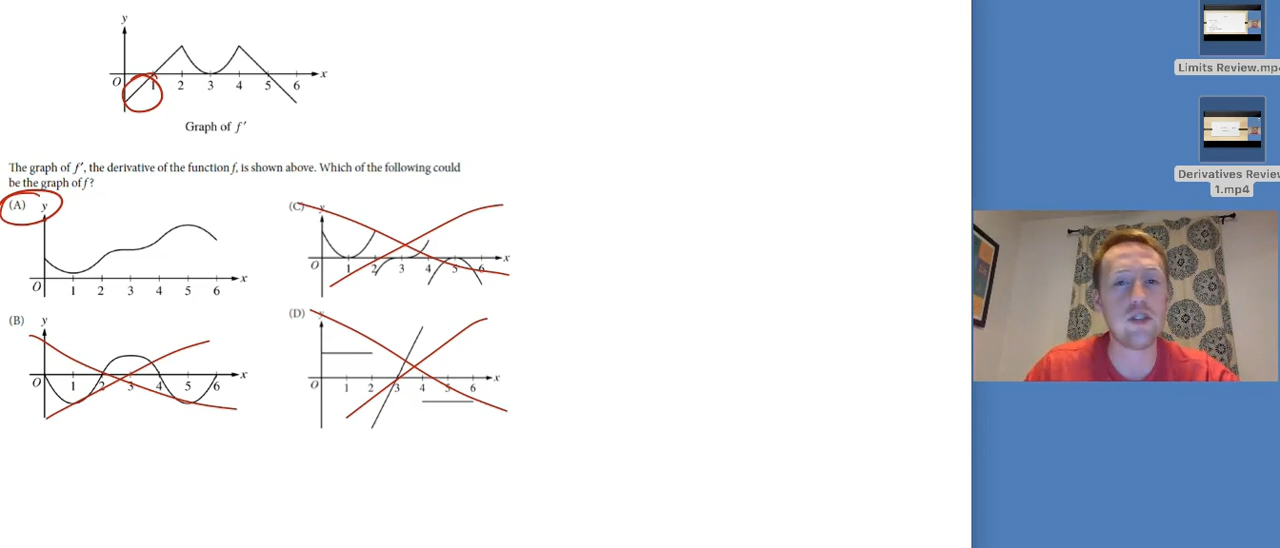 y
O 1 2 3 4 5 6 x
Graph of f′
The graph of f′, the derivative of the function f, is shown above. Which of the following could
be the graph of f?
(A) y
O 1 2 3 4 5 6 x
(B) y
O 1 2 3 4 5 6 x
(C) y
O 1 2 3 4 5 6 x
(D) y
O 1 2 3 4 5 6 x
Limits Review.mp4
Derivatives Review
1.mp4